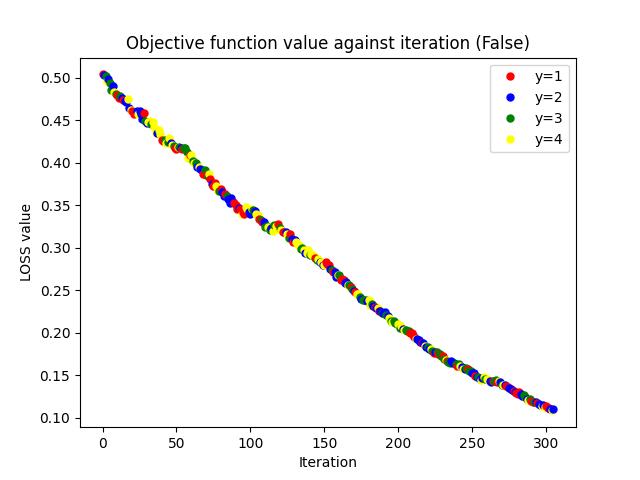 Objective function value against iteration (False)
y=1
y=2
y=3
y=4
LOSS value
0.50
0.45
0.40
0.35
0.30
0.25
0.20
0.15
0.10
0
50
100
150
200
250
300
Iteration